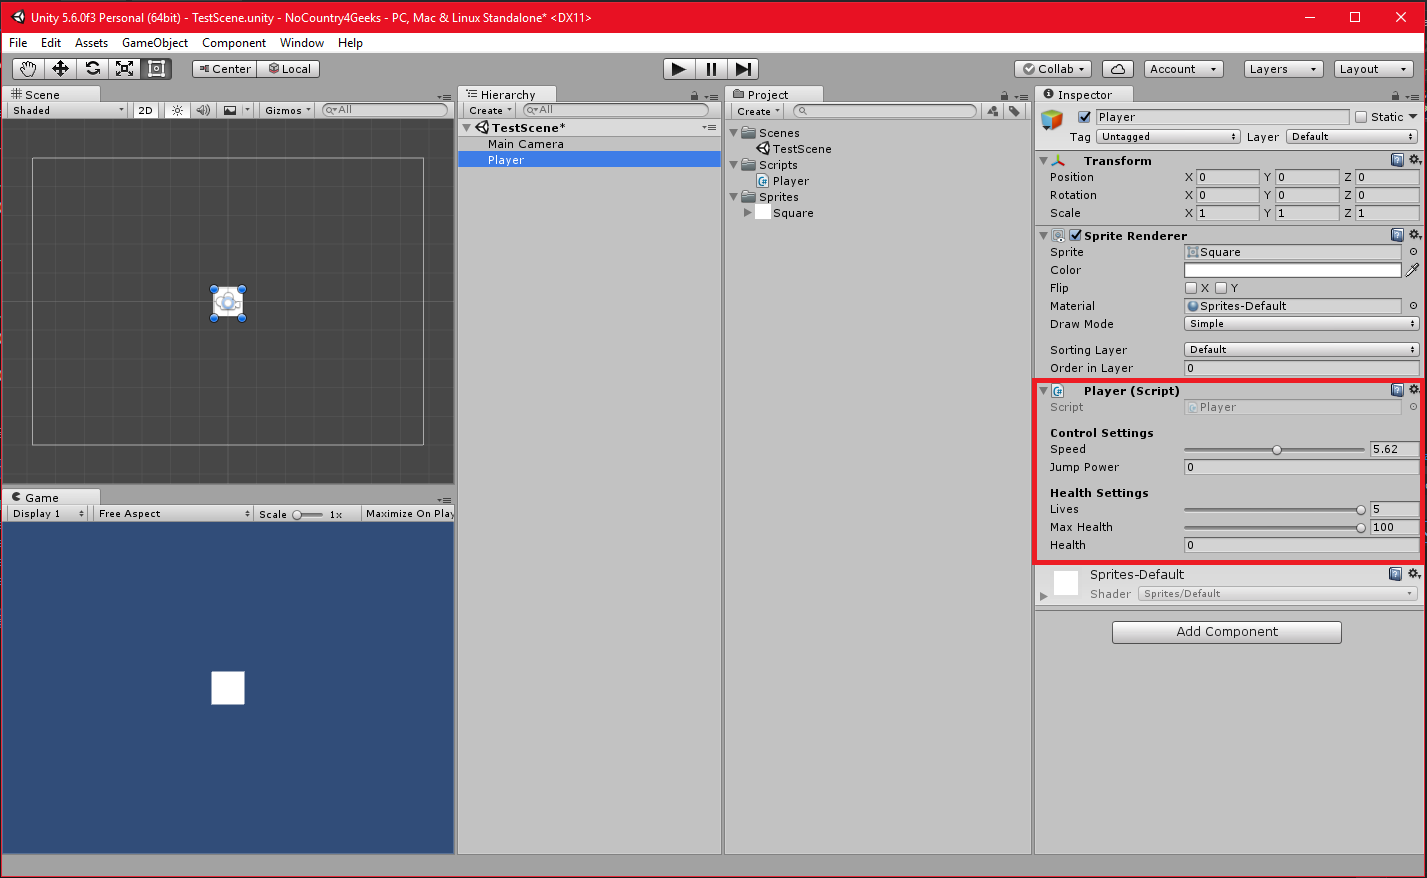 Unity 5.6.0f3 Personal (64bit) - TestScene.unity - NoCountry4Geeks - PC, Mac & Linux Standalone* <DX11>
File Edit Assets GameObject Component Window Help
Center Local Collab Account Layers Layout
Scene
Shaded 2D Gizmos All
Hierarchy
Create All
TestScene*
Main Camera
Player
Project
Create
Scenes
TestScene
Scripts
Player
Sprites
Square
Inspector
Player Static
Tag Untagged Layer Default
Transform
Position X 0 Y 0 Z 0
Rotation X 0 Y 0 Z 0
Scale X 1 Y 1 Z 1
Sprite Renderer
Sprite Square
Color
Flip X Y
Material Sprites-Default
Draw Mode Simple
Sorting Layer Default
Order in Layer 0
Player (Script)
Script Player
Control Settings
Speed 5.62
Jump Power 0
Health Settings
Lives 5
Max Health 100
Health 0
Sprites-Default
Shader Sprites/Default
Add Component
Game
Display 1 Free Aspect Scale 1x Maximize On Play